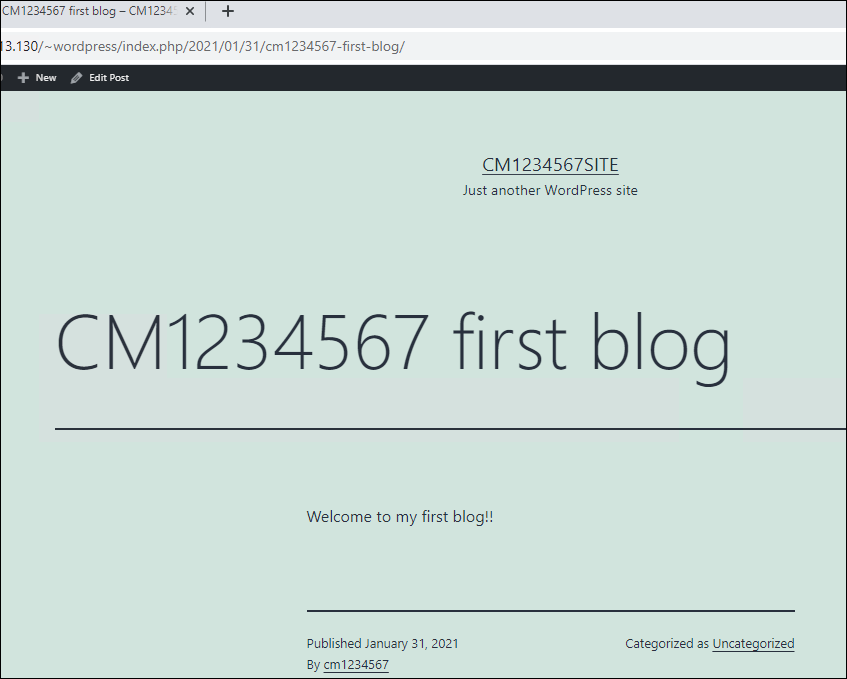 CM1234567 first blog – CM1234
13.130/~wordpress/index.php/2021/01/31/cm1234567-first-blog/
New Edit Post
CM1234567SITE
Just another WordPress site
CM1234567 first blog
Welcome to my first blog!!
Published January 31, 2021 Categorized as Uncategorized
By cm1234567